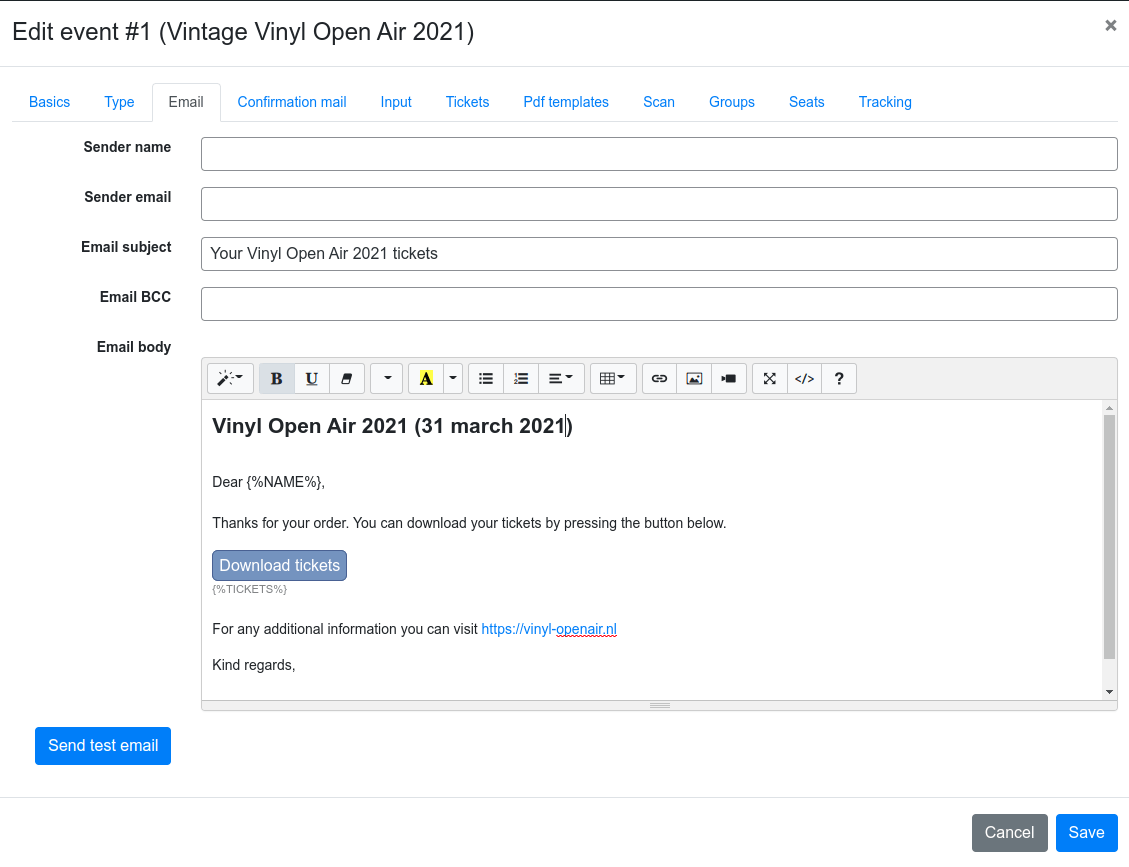 Edit event #1 (Vintage Vinyl Open Air 2021)
×
Basics Type Email Confirmation mail Input Tickets Pdf templates Scan Groups Seats Tracking
Sender name
Sender email
Email subject Your Vinyl Open Air 2021 tickets
Email BCC
Email body
B U A </> ?
Vinyl Open Air 2021 (31 march 2021)
Dear {%NAME%},
Thanks for your order. You can download your tickets by pressing the button below.
Download tickets
{%TICKETS%}
For any additional information you can visit https://vinyl-openair.nl
Kind regards,
Send test email
Cancel Save